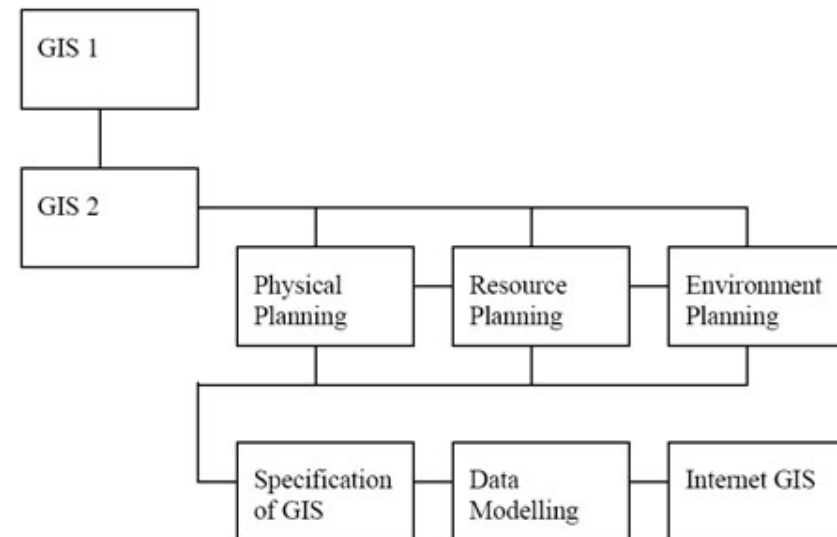 GIS 1
GIS 2
Physical
Planning
Resource
Planning
Environment
Planning
Specification
of GIS
Data
Modelling
Internet GIS